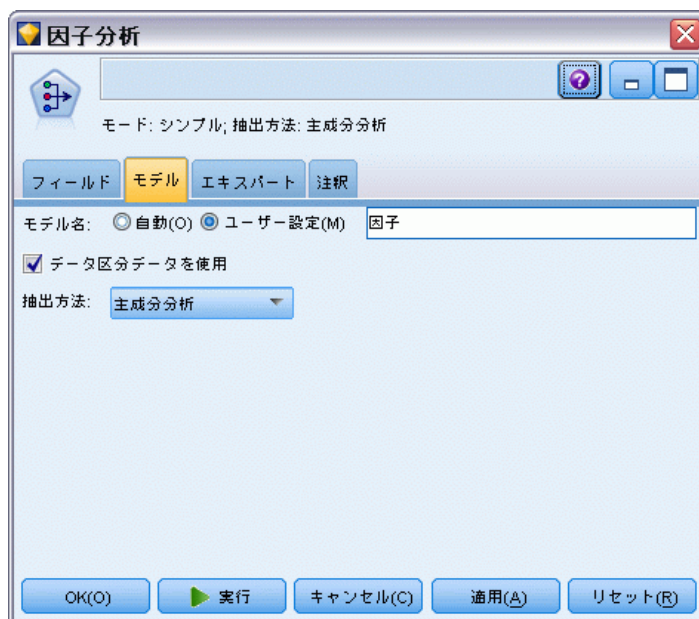 因子分析
モード: シンプル; 抽出方法: 主成分分析
フィールド モデル エキスパート 注釈
モデル名: 自動(O) ユーザー設定(M) 因子
データ区分データを使用
抽出方法: 主成分分析
OK(O) 実行 キャンセル(C) 適用(A) リセット(R)